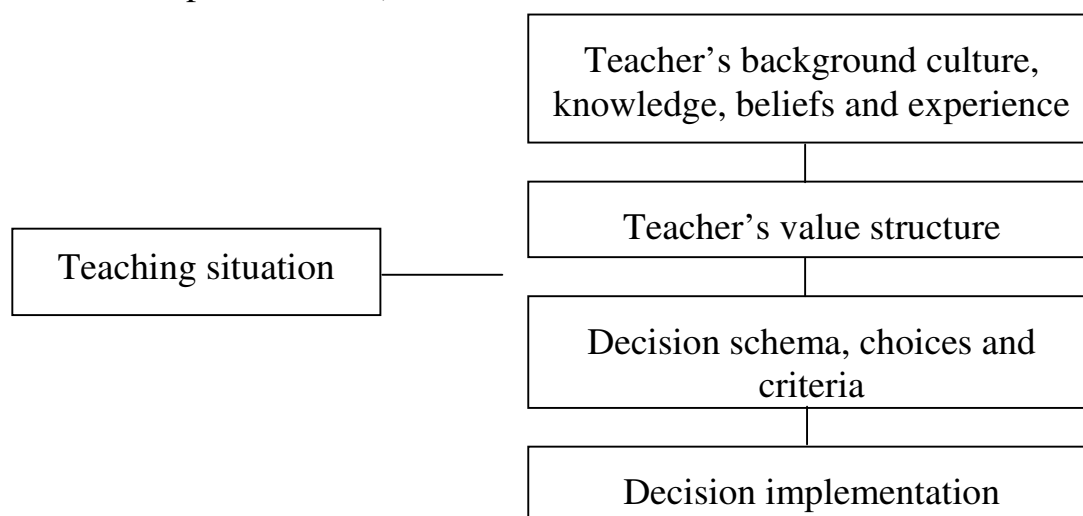 Teacher’s background culture,
knowledge, beliefs and experience
Teacher’s value structure
Teaching situation
Decision schema, choices and
criteria
Decision implementation